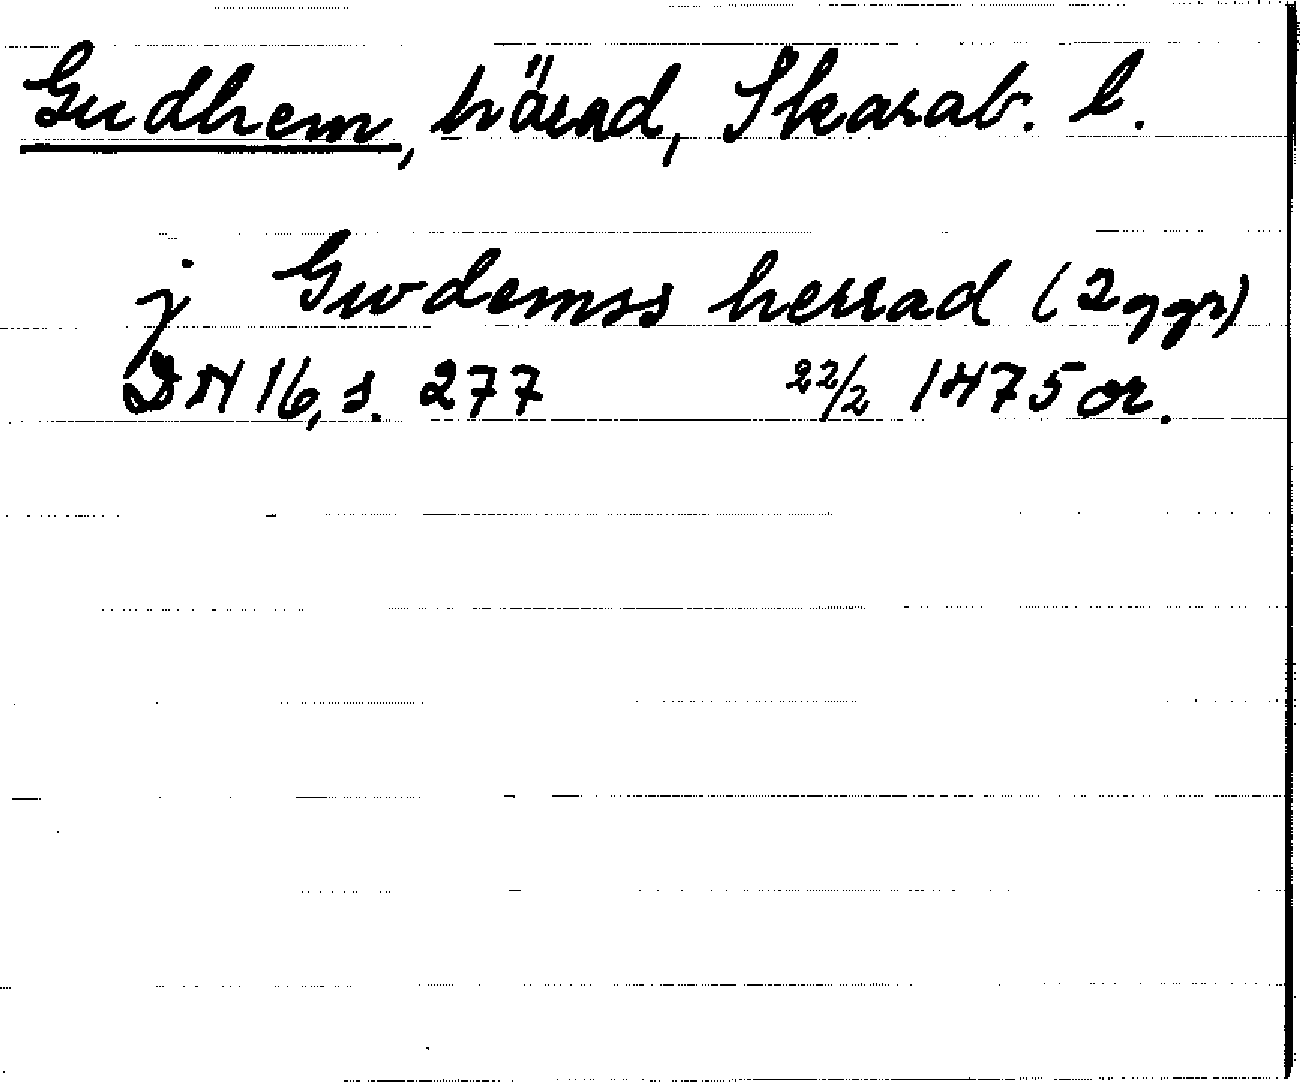 Gudhem, härad, Skarab. l.
j Gwdemss herrad (2 ggr)
DN 16, s. 277 22/2 1475 or.